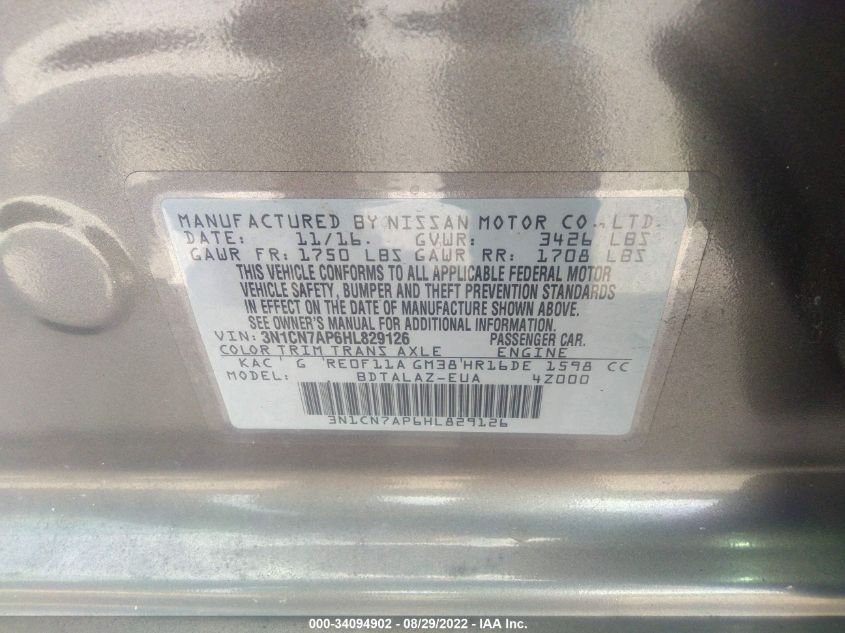 MANUFACTURED BY NISSAN MOTOR CO., LTD.
DATE: 11/16. GVWR: 3426 LBS
GAWR FR: 1750 LBS GAWR RR: 1708 LBS
THIS VEHICLE CONFORMS TO ALL APPLICABLE FEDERAL MOTOR
VEHICLE SAFETY, BUMPER AND THEFT PREVENTION STANDARDS
IN EFFECT ON THE DATE OF MANUFACTURE SHOWN ABOVE.
SEE OWNER'S MANUAL FOR ADDITIONAL INFORMATION.
VIN: 3N1CN7AP6HL829126 PASSENGER CAR.
COLOR TRIM TRANS AXLE ENGINE
KAC G RE0F11A GM38 HR16DE 1598 CC
MODEL: BDTALAZ-EUA 4Z000
3N1CN7AP6HL829126
000-34094902 - 08/29/2022 - IAA Inc.